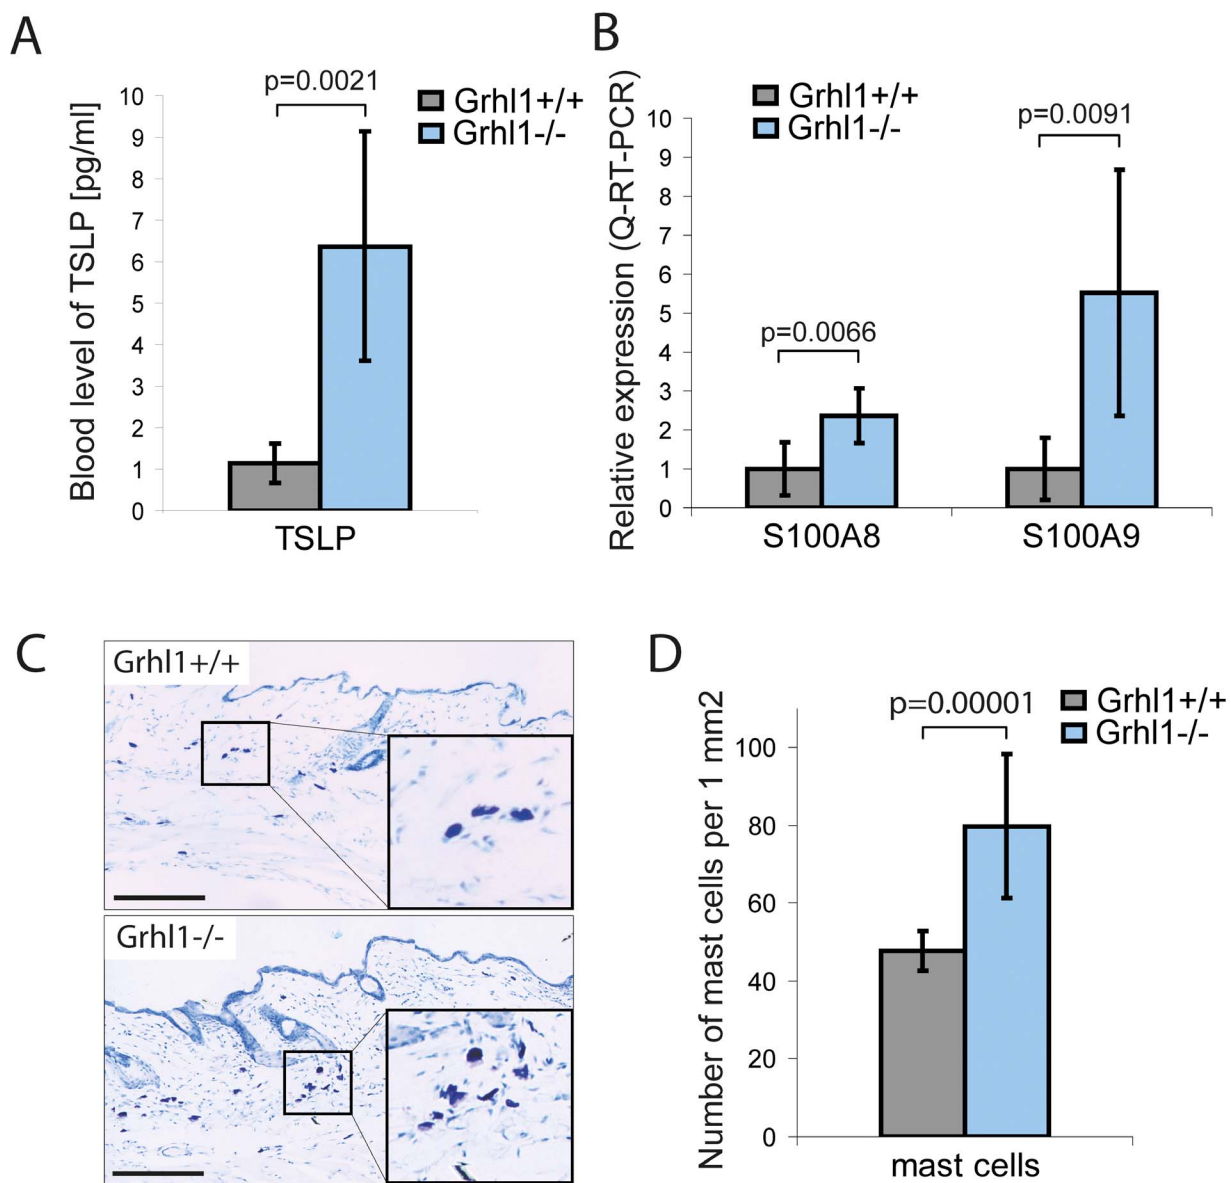 A
Blood level of TSLP [pg/ml]
10
9
8
7
6
5
4
3
2
1
0
p=0.0021
Grhl1+/+
Grhl1-/-
TSLP
B
Relative expression (Q-RT-PCR)
10
9
8
7
6
5
4
3
2
1
0
Grhl1+/+
Grhl1-/-
p=0.0066
p=0.0091
S100A8
S100A9
C
Grhl1+/+
Grhl1-/-
D
Number of mast cells per 1 mm2
100
80
60
40
20
0
p=0.00001
Grhl1+/+
Grhl1-/-
mast cells